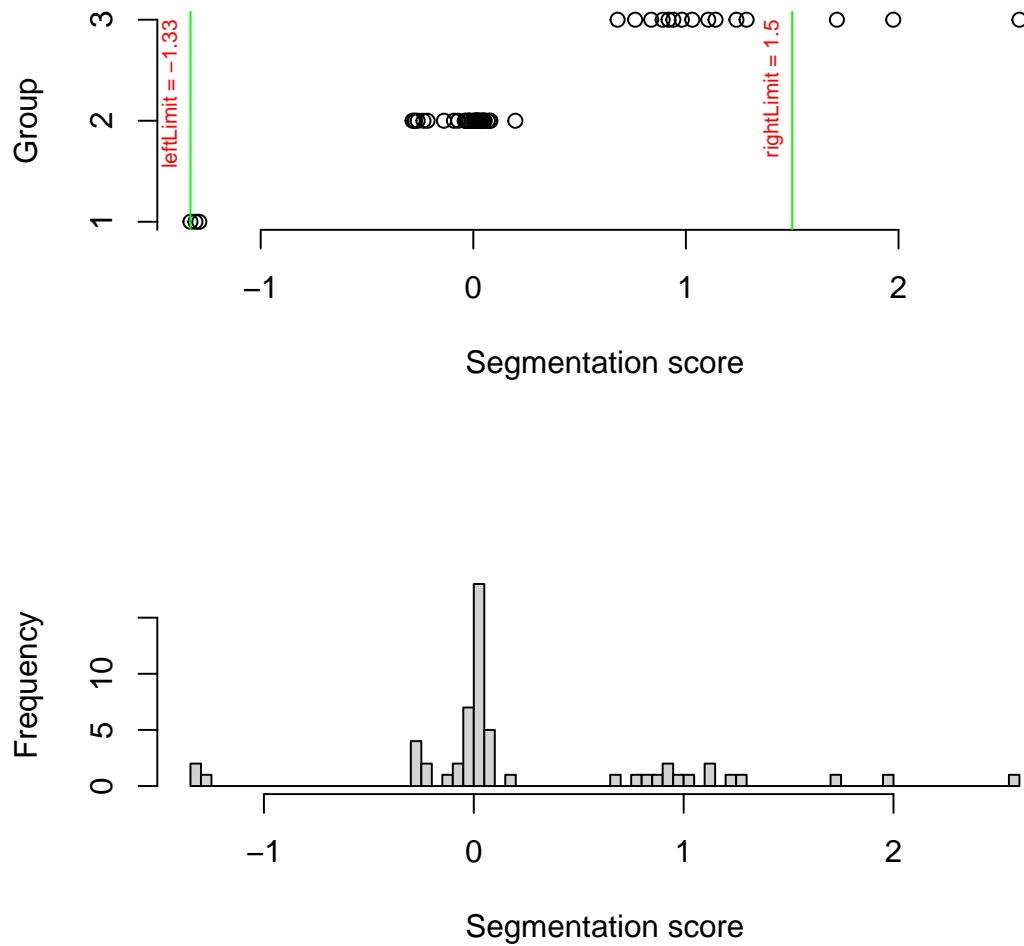 Group
3
2
1
leftLimit = −1.33
rightLimit = 1.5
−1 0 1 2
Segmentation score
Frequency
10
5
0
−1 0 1 2
Segmentation score